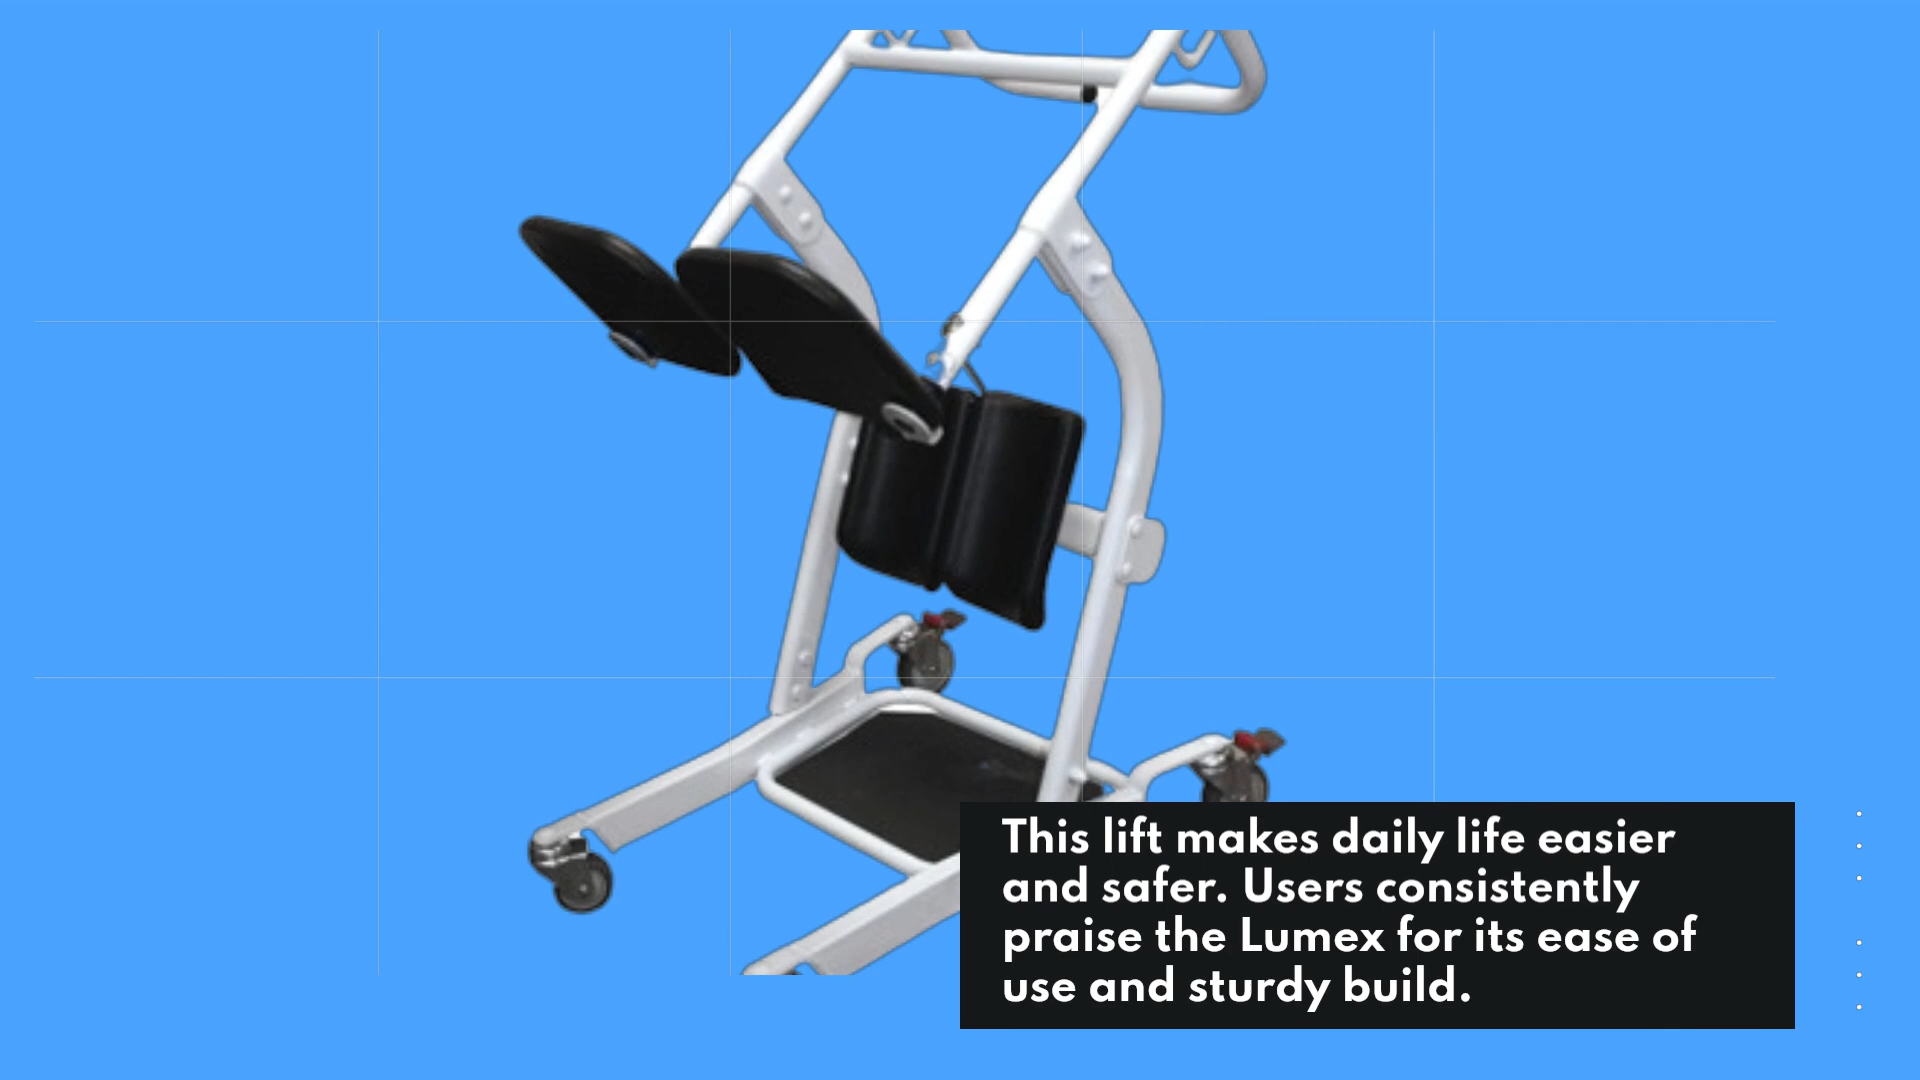 This lift makes daily life easier
and safer. Users consistently
praise the Lumex for its ease of
use and sturdy build.